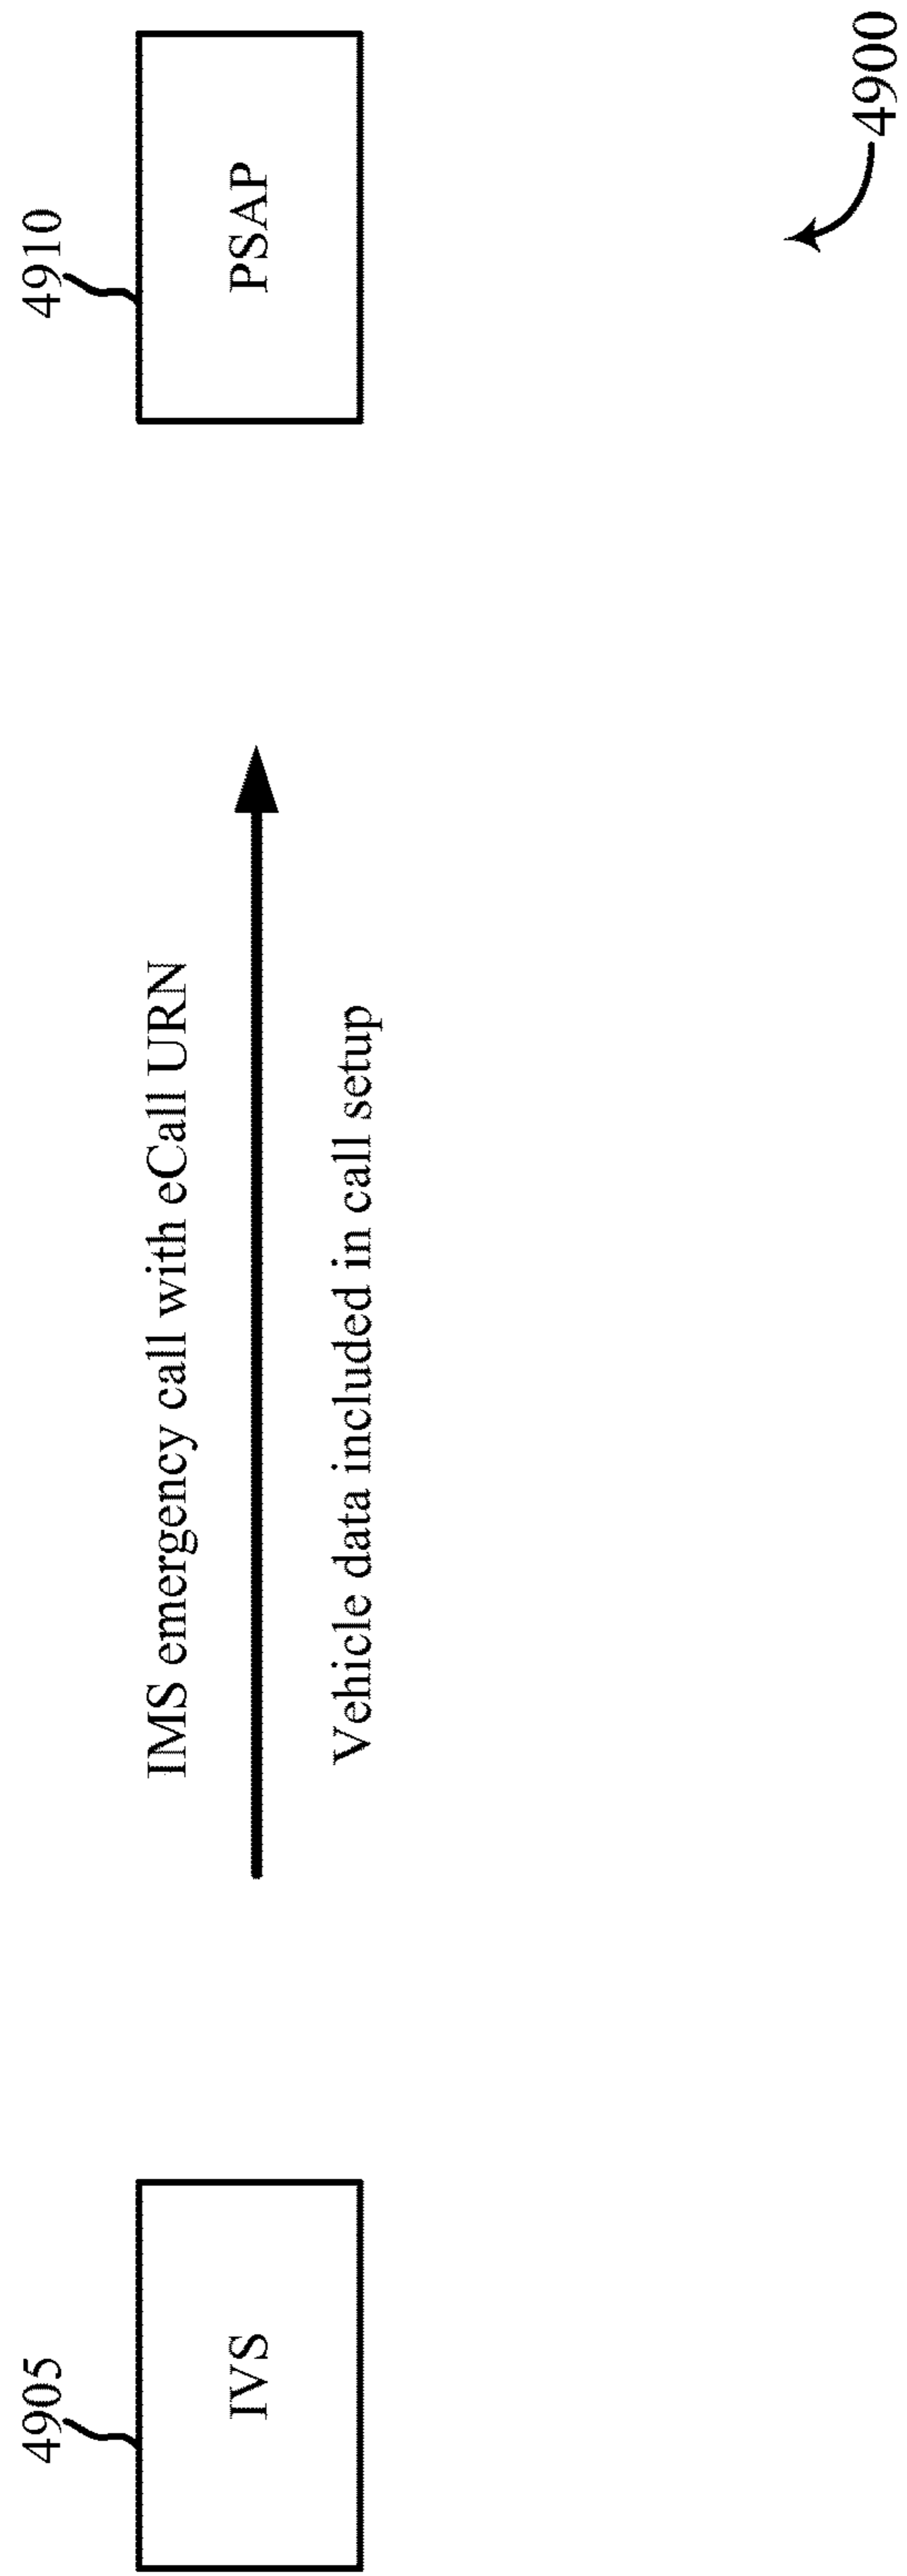 4905
IVS
IMS emergency call with eCall URN
Vehicle data included in call setup
4910
PSAP
4900